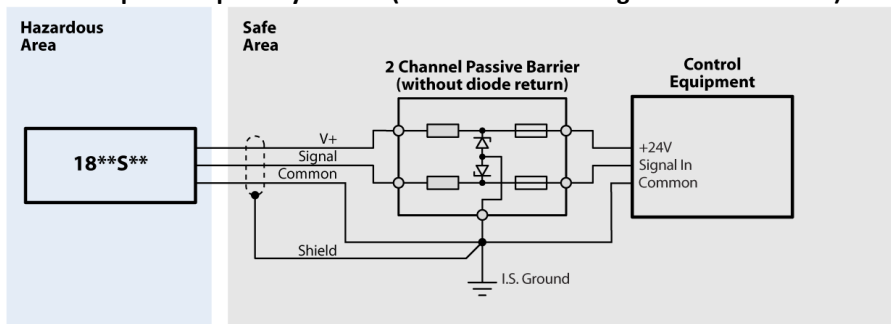 Hazardous
Area
Safe
Area
2 Channel Passive Barrier
(without diode return)
Control
Equipment
18**S**
V+
Signal
Common
+24V
Signal In
Common
Shield
I.S. Ground